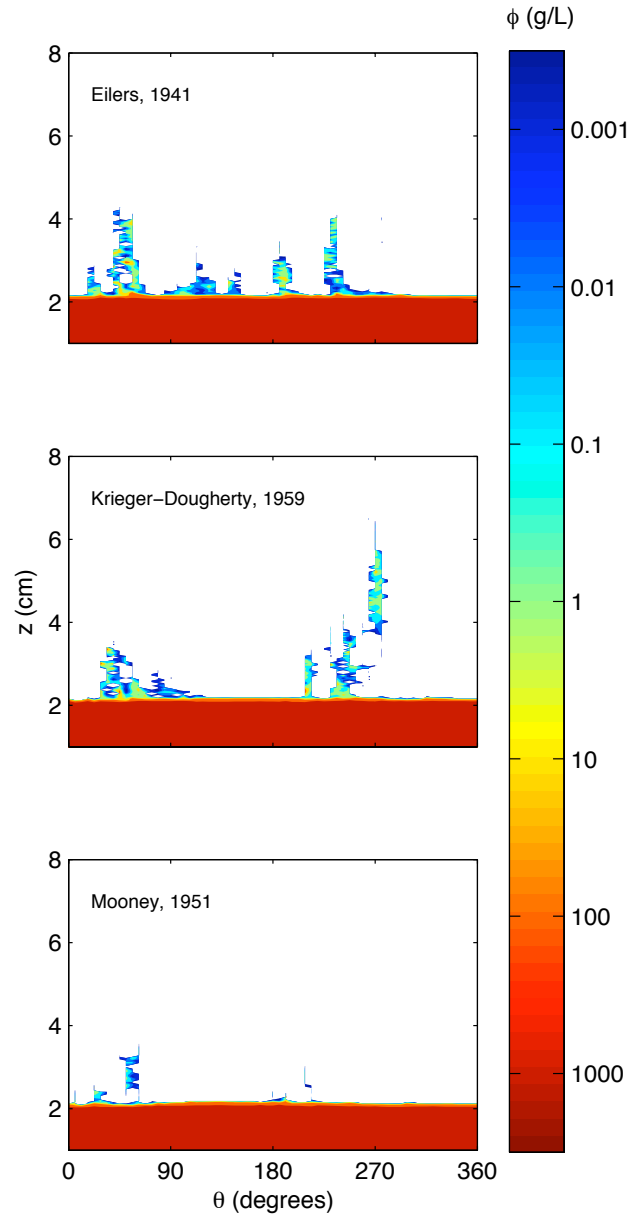 ϕ (g/L)
8
6
4
2
Eilers, 1941
8
6
4
2
Krieger−Dougherty, 1959
z (cm)
8
6
4
2
Mooney, 1951
0 90 180 270 360
θ (degrees)
0.001
0.01
0.1
1
10
100
1000